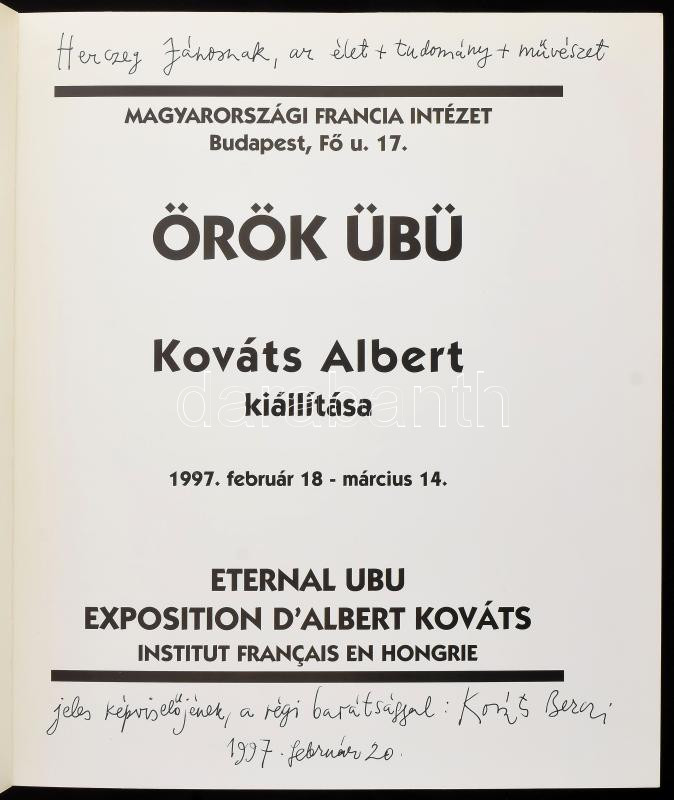 Herczeg Jánosnak, az élet + tudomány + művészet
MAGYARORSZÁGI FRANCIA INTÉZET
Budapest, Fő u. 17.
ÖRÖK ÜBÜ
Kováts Albert
darabanth
kiállítása
1997. február 18 - március 14.
ETERNAL UBU
EXPOSITION D'ALBERT KOVÁTS
INSTITUT FRANÇAIS EN HONGRIE
jeles képviselőjének, a régi barátsággal: Kováts Berci
1997. február 20.